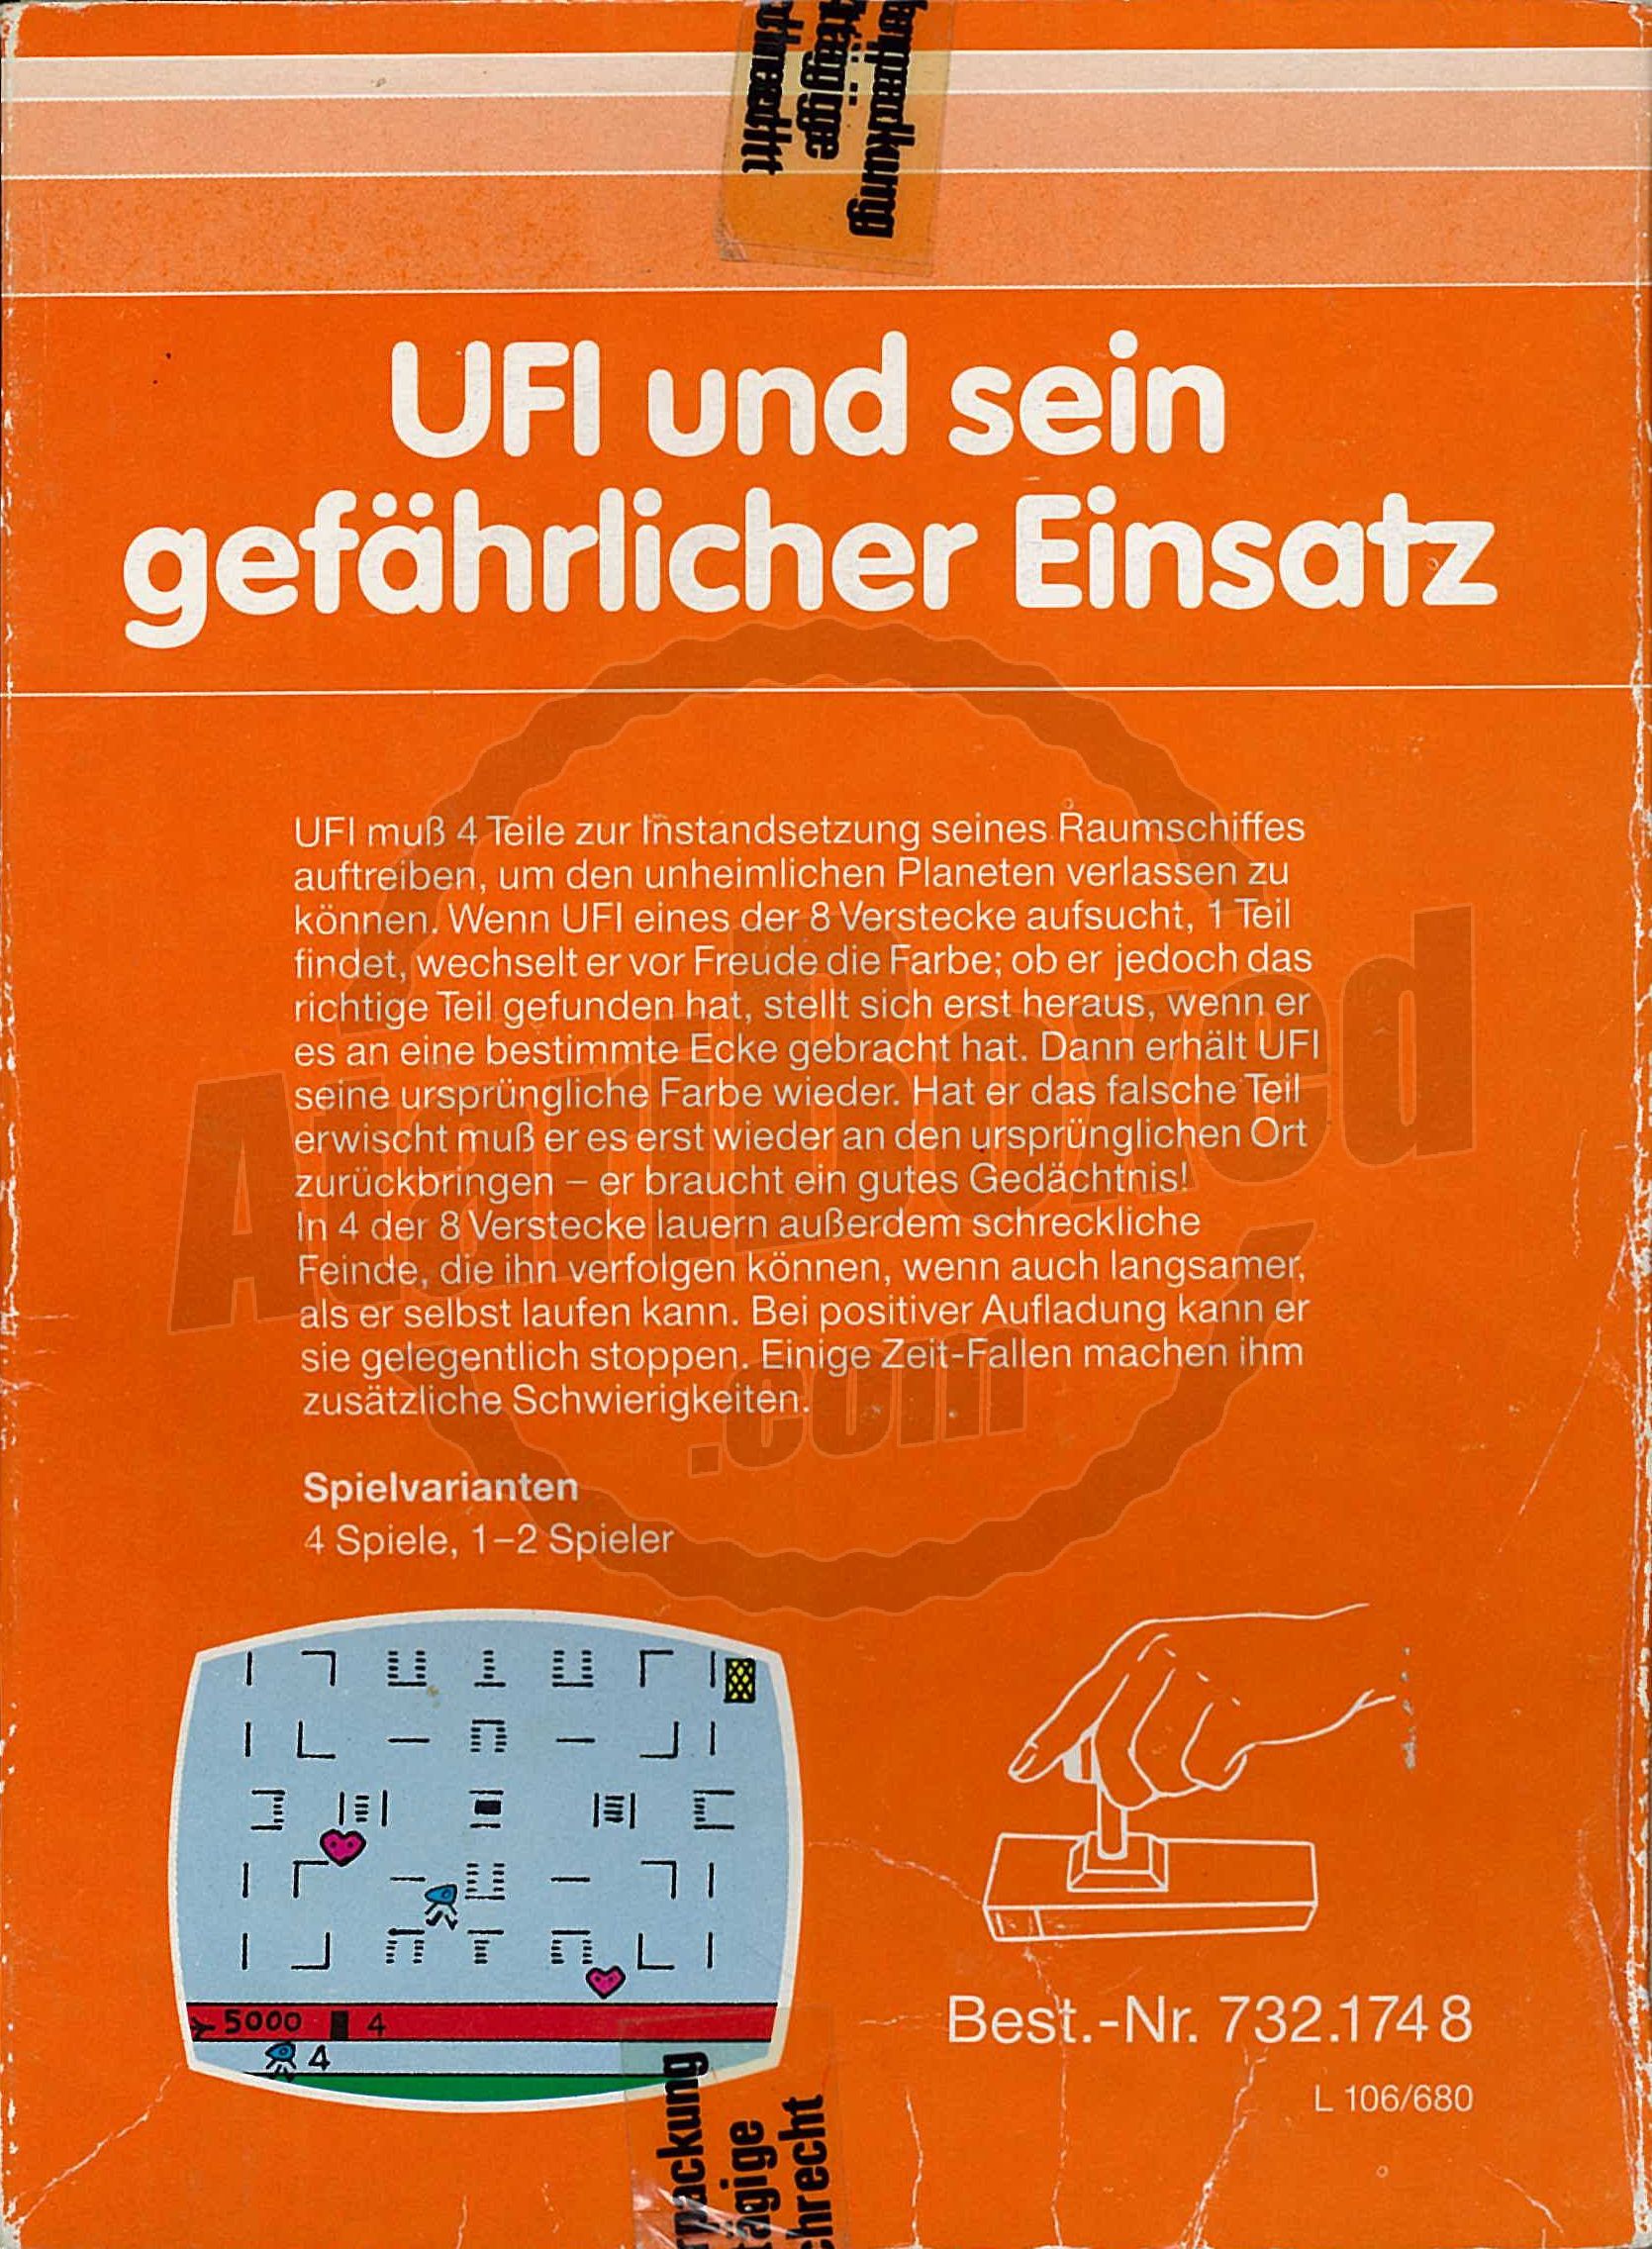 UFI und sein
gefährlicher Einsatz
UFI muß 4 Teile zur Instandsetzung seines Raumschiffes
auftreiben, um den unheimlichen Planeten verlassen zu
können. Wenn UFI eines der 8 Verstecke aufsucht, 1 Teil
findet, wechselt er vor Freude die Farbe; ob er jedoch das
richtige Teil gefunden hat, stellt sich erst heraus, wenn er
es an eine bestimmte Ecke gebracht hat. Dann erhält UFI
seine ursprüngliche Farbe wieder. Hat er das falsche Teil
erwischt muß er es erst wieder an den ursprünglichen Ort
zurückbringen – er braucht ein gutes Gedächtnis!
In 4 der 8 Verstecke lauern außerdem schreckliche
Feinde, die ihn verfolgen können, wenn auch langsamer,
als er selbst laufen kann. Bei positiver Aufladung kann er
sie gelegentlich stoppen. Einige Zeit-Fallen machen ihm
zusätzliche Schwierigkeiten.
AtariBoxed
.com
Spielvarianten
4 Spiele, 1–2 Spieler
5000 4
4
Best.-Nr. 732.174 8
L 106/680
rpackung
tägige
chrecht